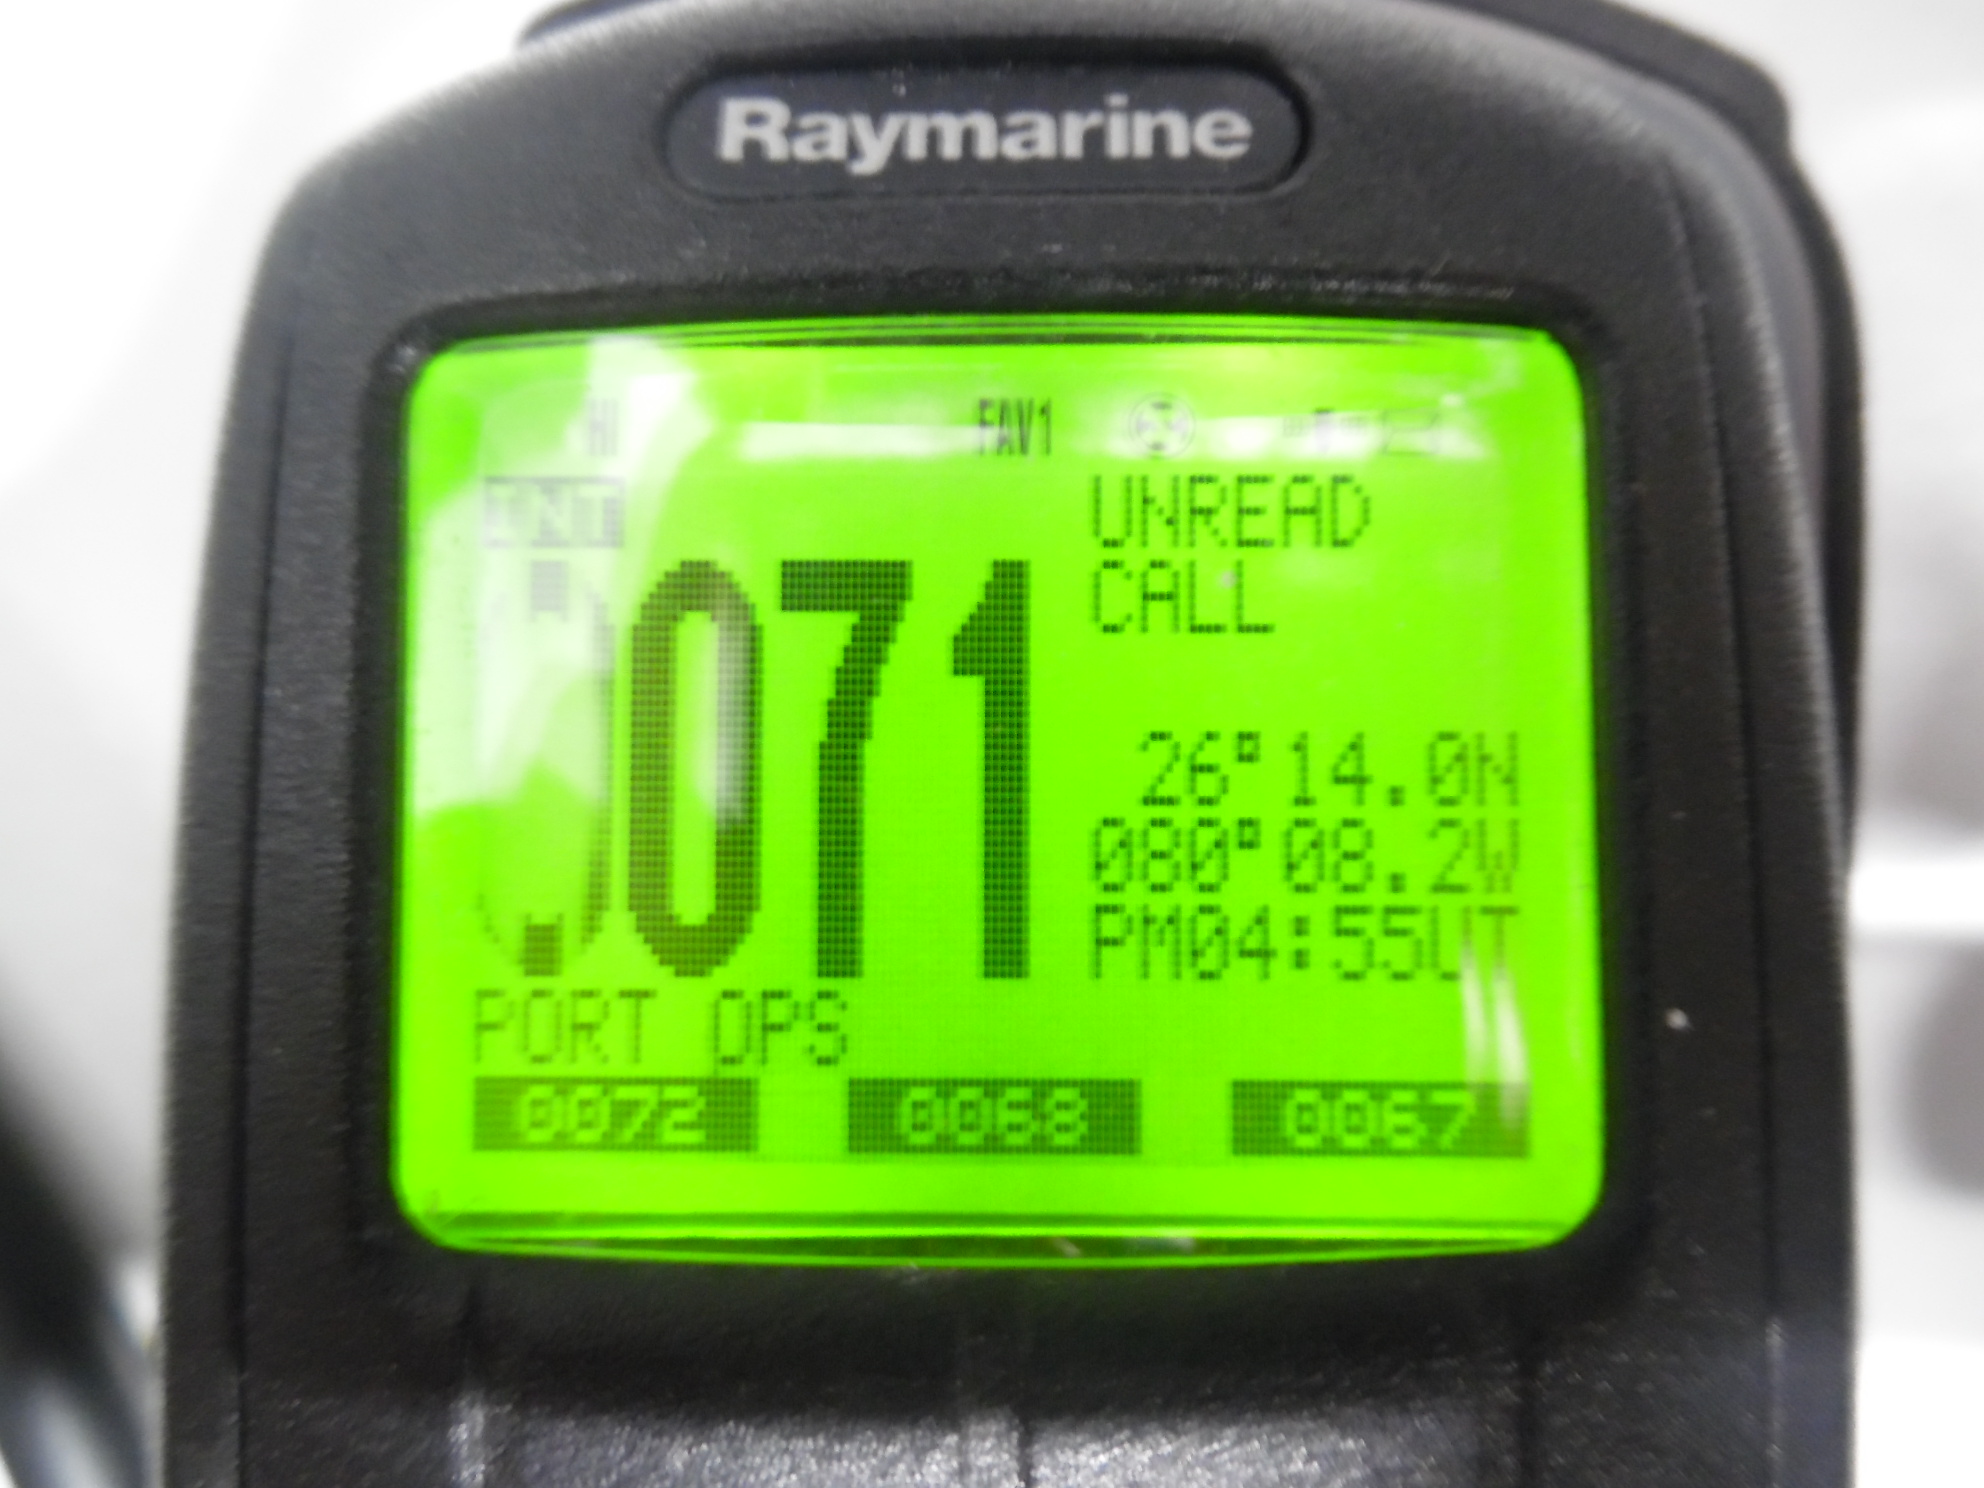 Raymarine
HI FAV1
INT
UNREAD
CALL
0071
26°14.0N
080°08.2W
PM04:55UT
PORT OPS
0072 0068 0067